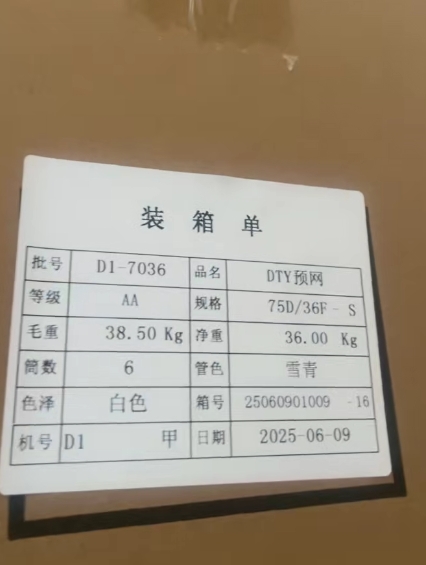 装箱单
批号 D1-7036 品名 DTY预网
等级 AA 规格 75D/36F - S
毛重 38.50 Kg 净重 36.00 Kg
筒数 6 管色 雪青
色泽 白色 箱号 25060901009 -16
机号 D1 甲 日期 2025-06-09